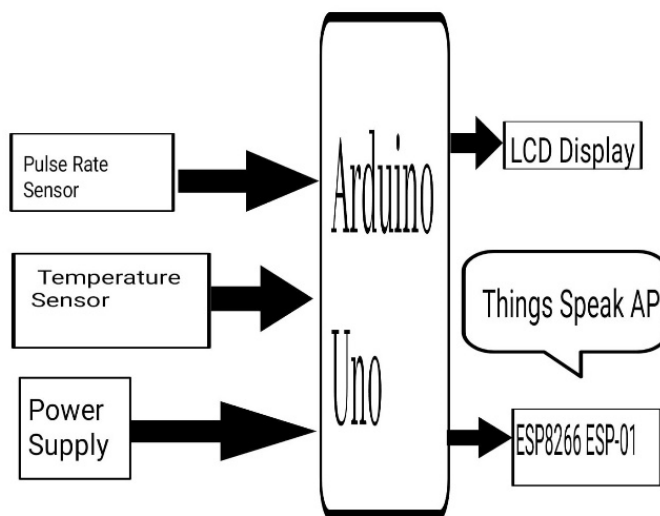 Pulse Rate
Sensor
Temperature
Sensor
Power
Supply
Arduino
Uno
LCD Display
Things Speak AP
ESP8266 ESP-01